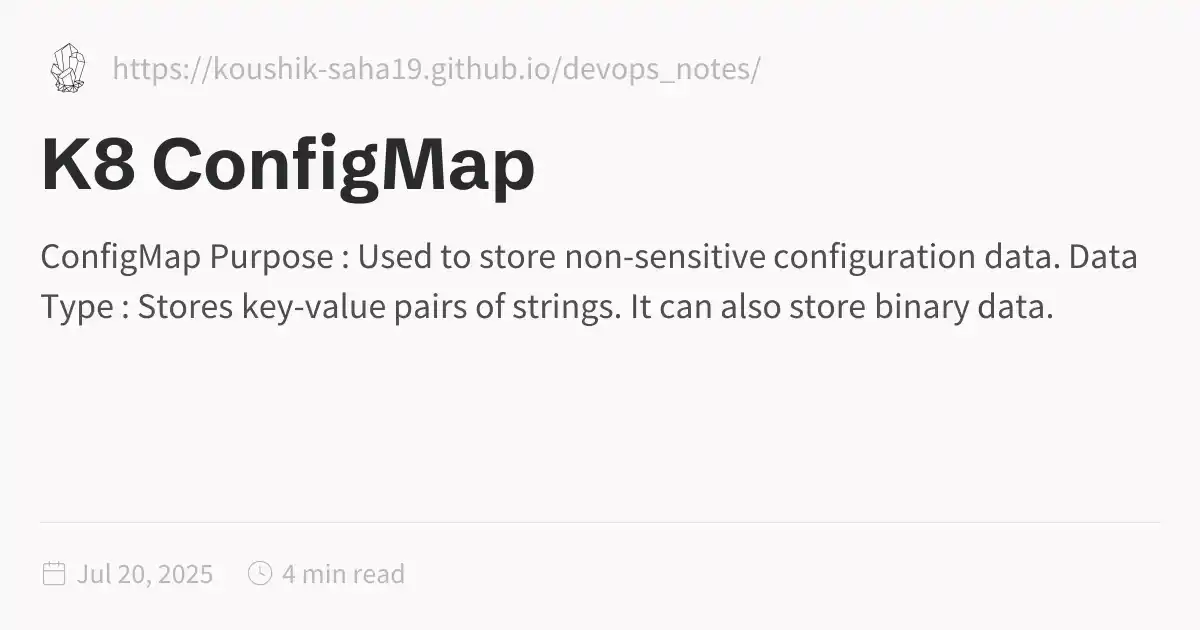 https://koushik-saha19.github.io/devops_notes/
K8 ConfigMap
ConfigMap Purpose : Used to store non-sensitive configuration data. Data
Type : Stores key-value pairs of strings. It can also store binary data.
Jul 20, 2025 4 min read